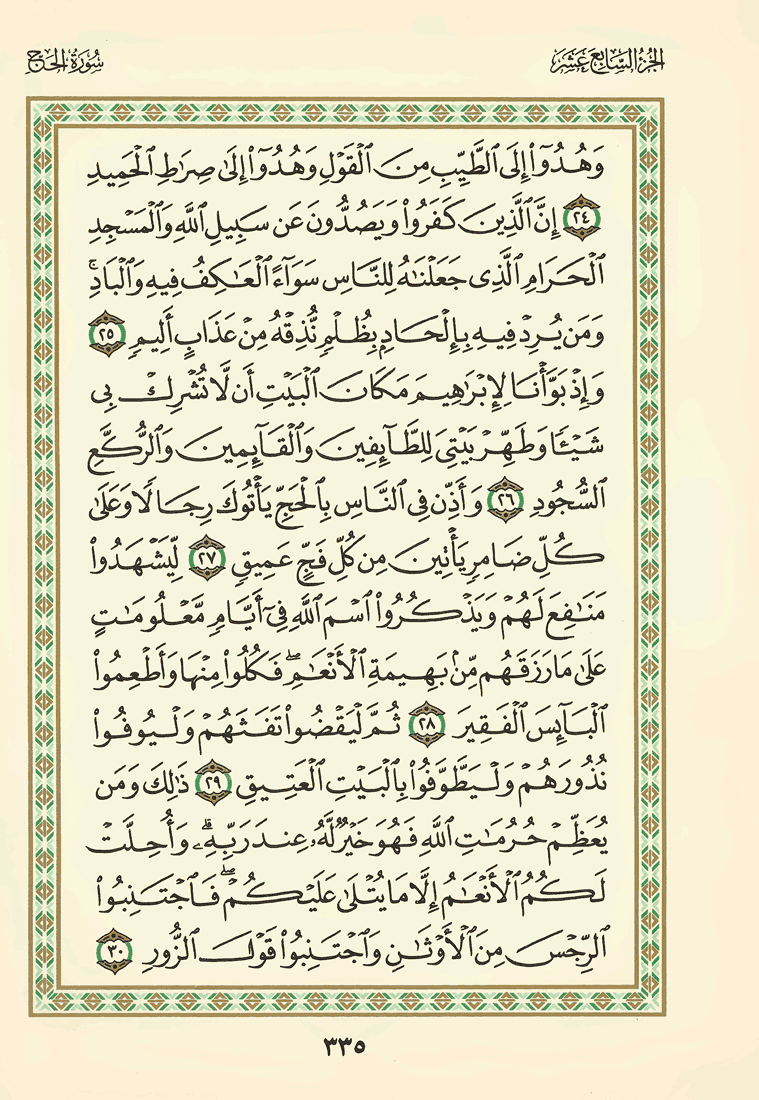 الجزء السابع عشر
سورة الحج
وَهُدُوٓا۟ إِلَى ٱلطَّيِّبِ مِنَ ٱلْقَوْلِ وَهُدُوٓا۟ إِلَىٰ صِرَٰطِ ٱلْحَمِيدِ
٢٤ إِنَّ ٱلَّذِينَ كَفَرُوا۟ وَيَصُدُّونَ عَن سَبِيلِ ٱللَّهِ وَٱلْمَسْجِدِ
ٱلْحَرَامِ ٱلَّذِى جَعَلْنَٰهُ لِلنَّاسِ سَوَآءً ٱلْعَٰكِفُ فِيهِ وَٱلْبَادِ ۚ
وَمَن يُرِدْ فِيهِ بِإِلْحَادٍۭ بِظُلْمٍ نُّذِقْهُ مِنْ عَذَابٍ أَلِيمٍ ٢٥
وَإِذْ بَوَّأْنَا لِإِبْرَٰهِيمَ مَكَانَ ٱلْبَيْتِ أَن لَّا تُشْرِكْ بِى
شَيْـًٔا وَطَهِّرْ بَيْتِىَ لِلطَّآئِفِينَ وَٱلْقَآئِمِينَ وَٱلرُّكَّعِ
ٱلسُّجُودِ ٢٦ وَأَذِّن فِى ٱلنَّاسِ بِٱلْحَجِّ يَأْتُوكَ رِجَالًا وَعَلَىٰ
كُلِّ ضَامِرٍ يَأْتِينَ مِن كُلِّ فَجٍّ عَمِيقٍ ٢٧ لِّيَشْهَدُوا۟
مَنَٰفِعَ لَهُمْ وَيَذْكُرُوا۟ ٱسْمَ ٱللَّهِ فِىٓ أَيَّامٍ مَّعْلُومَٰتٍ
عَلَىٰ مَا رَزَقَهُم مِّنۢ بَهِيمَةِ ٱلْأَنْعَٰمِ ۖ فَكُلُوا۟ مِنْهَا وَأَطْعِمُوا۟
ٱلْبَآئِسَ ٱلْفَقِيرَ ٢٨ ثُمَّ لْيَقْضُوا۟ تَفَثَهُمْ وَلْيُوفُوا۟
نُذُورَهُمْ وَلْيَطَّوَّفُوا۟ بِٱلْبَيْتِ ٱلْعَتِيقِ ٢٩ ذَٰلِكَ وَمَن
يُعَظِّمْ حُرُمَٰتِ ٱللَّهِ فَهُوَ خَيْرٌ لَّهُۥ عِندَ رَبِّهِۦ ۗ وَأُحِلَّتْ
لَكُمُ ٱلْأَنْعَٰمُ إِلَّا مَا يُتْلَىٰ عَلَيْكُمْ ۖ فَٱجْتَنِبُوا۟
ٱلرِّجْسَ مِنَ ٱلْأَوْثَٰنِ وَٱجْتَنِبُوا۟ قَوْلَ ٱلزُّورِ ٣٠
٣٣٥